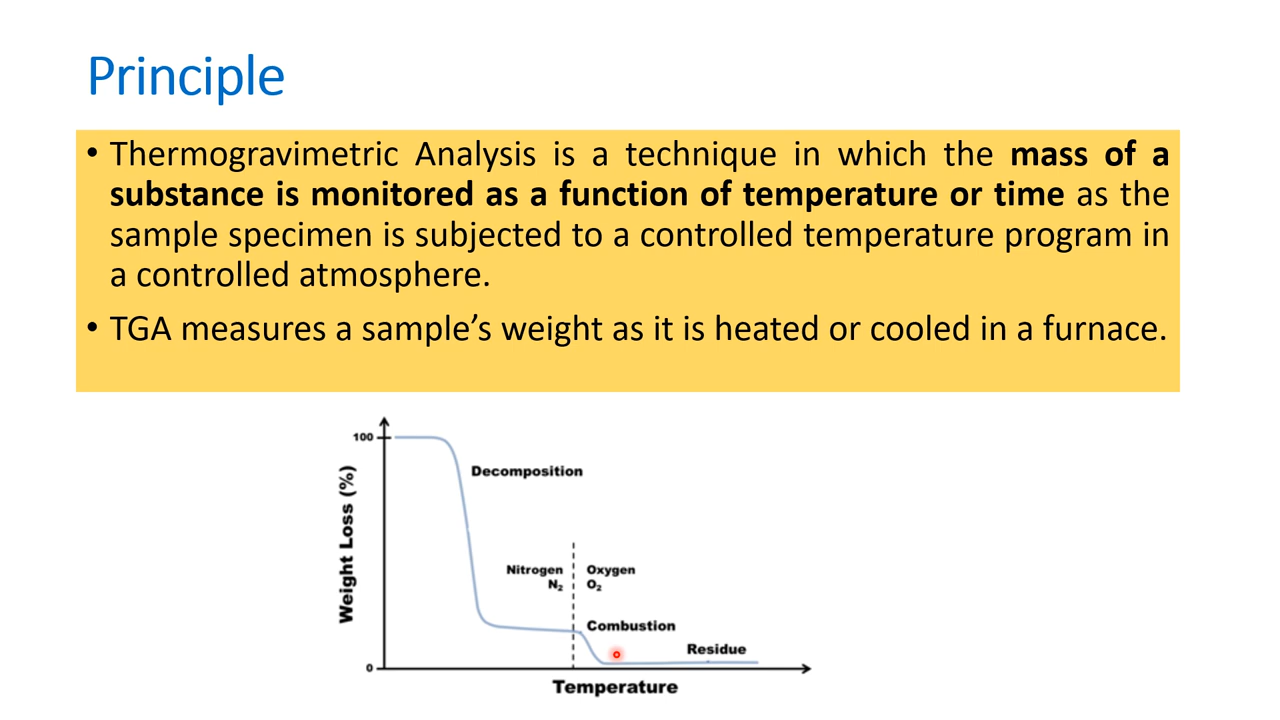 Principle
• Thermogravimetric Analysis is a technique in which the mass of a
substance is monitored as a function of temperature or time as the
sample specimen is subjected to a controlled temperature program in
a controlled atmosphere.
• TGA measures a sample’s weight as it is heated or cooled in a furnace.
100
Weight Loss (%)
Decomposition
Nitrogen
N₂
Oxygen
O₂
Combustion
Residue
0
Temperature